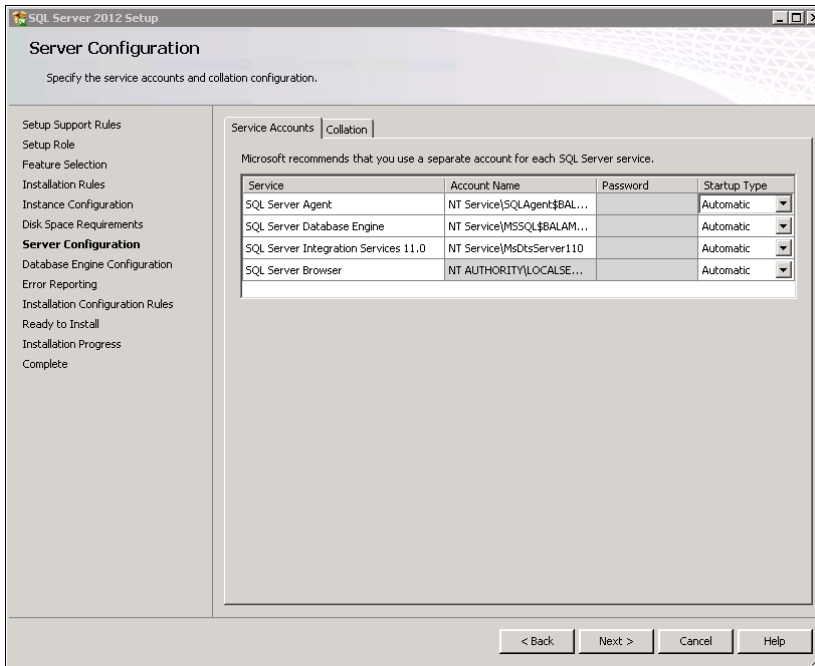 SQL Server 2012 Setup
Server Configuration
Specify the service accounts and collation configuration.
Setup Support Rules
Setup Role
Feature Selection
Installation Rules
Instance Configuration
Disk Space Requirements
Server Configuration
Database Engine Configuration
Error Reporting
Installation Configuration Rules
Ready to Install
Installation Progress
Complete
Service Accounts Collation
Microsoft recommends that you use a separate account for each SQL Server service.
Service Account Name Password Startup Type
SQL Server Agent NT Service\SQLAgent$BAL... Automatic
SQL Server Database Engine NT Service\MSSQL$BALAM... Automatic
SQL Server Integration Services 11.0 NT Service\MsDtsServer110 Automatic
SQL Server Browser NT AUTHORITY\LOCALSE... Automatic
< Back Next > Cancel Help